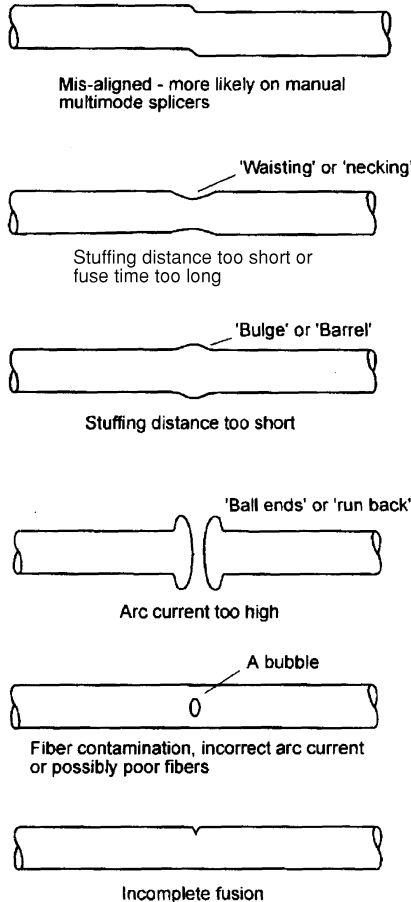 Mis-aligned - more likely on manual
multimode splicers
'Waisting' or 'necking'
Stuffing distance too short or
fuse time too long
'Bulge' or 'Barrel'
Stuffing distance too short
'Ball ends' or 'run back'
Arc current too high
A bubble
Fiber contamination, incorrect arc current
or possibly poor fibers
Incomplete fusion